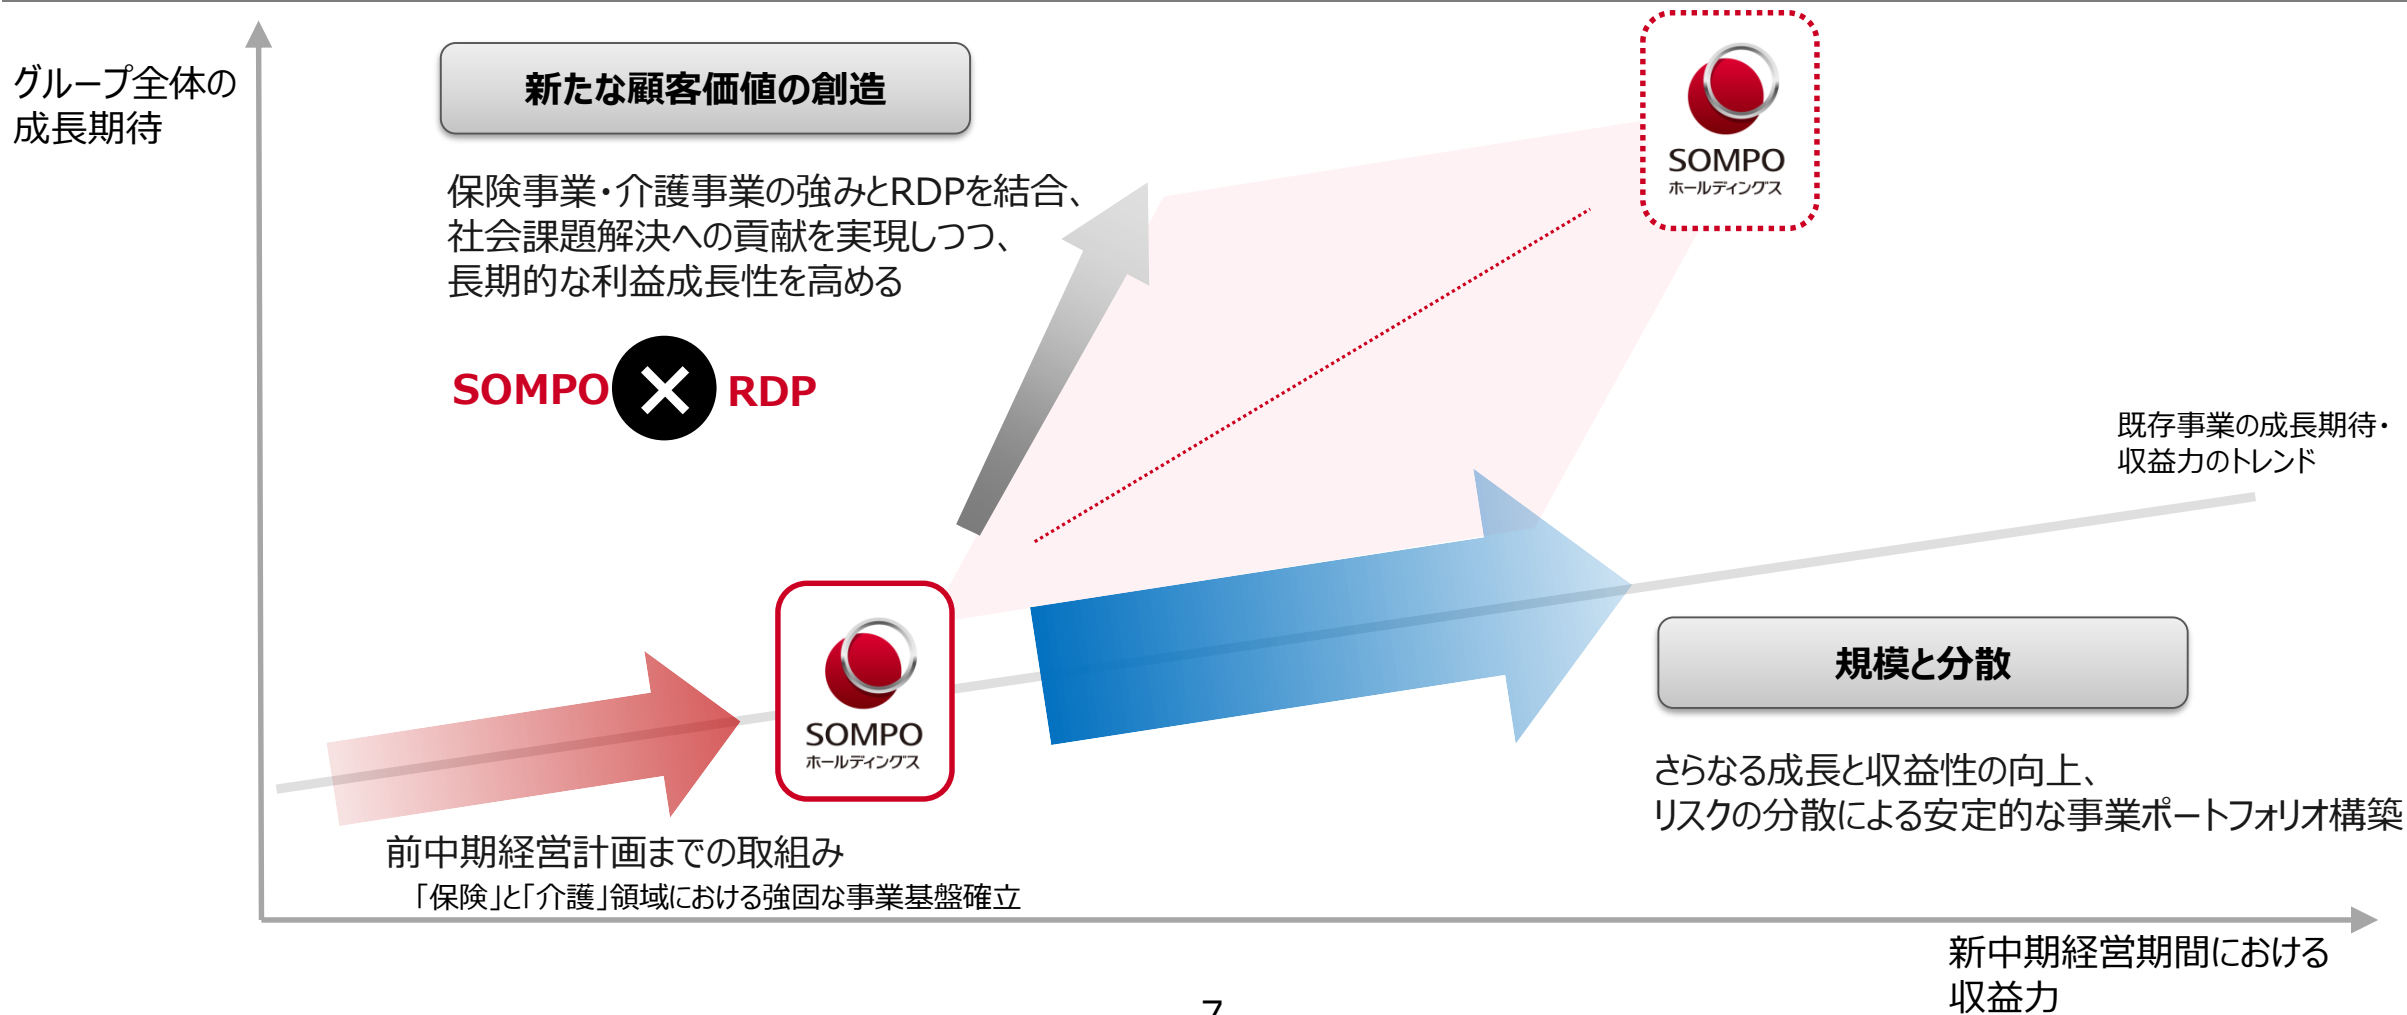 グループ全体の
成長期待
新たな顧客価値の創造
保険事業・介護事業の強みとRDPを結合、
社会課題解決への貢献を実現しつつ、
長期的な利益成長性を高める
SOMPO × RDP
SOMPO
ホールディングス
既存事業の成長期待・
収益力のトレンド
SOMPO
ホールディングス
規模と分散
さらなる成長と収益性の向上、
リスクの分散による安定的な事業ポートフォリオ構築
前中期経営計画までの取組み
「保険」と「介護」領域における強固な事業基盤確立
新中期経営期間における
収益力
7